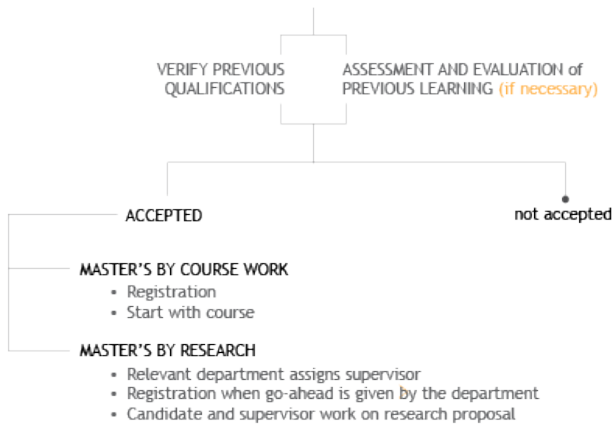 VERIFY PREVIOUS QUALIFICATIONS
ASSESSMENT AND EVALUATION of PREVIOUS LEARNING (if necessary)
ACCEPTED
not accepted
MASTER'S BY COURSE WORK
• Registration
• Start with course
MASTER'S BY RESEARCH
• Relevant department assigns supervisor
• Registration when go-ahead is given by the department
• Candidate and supervisor work on research proposal